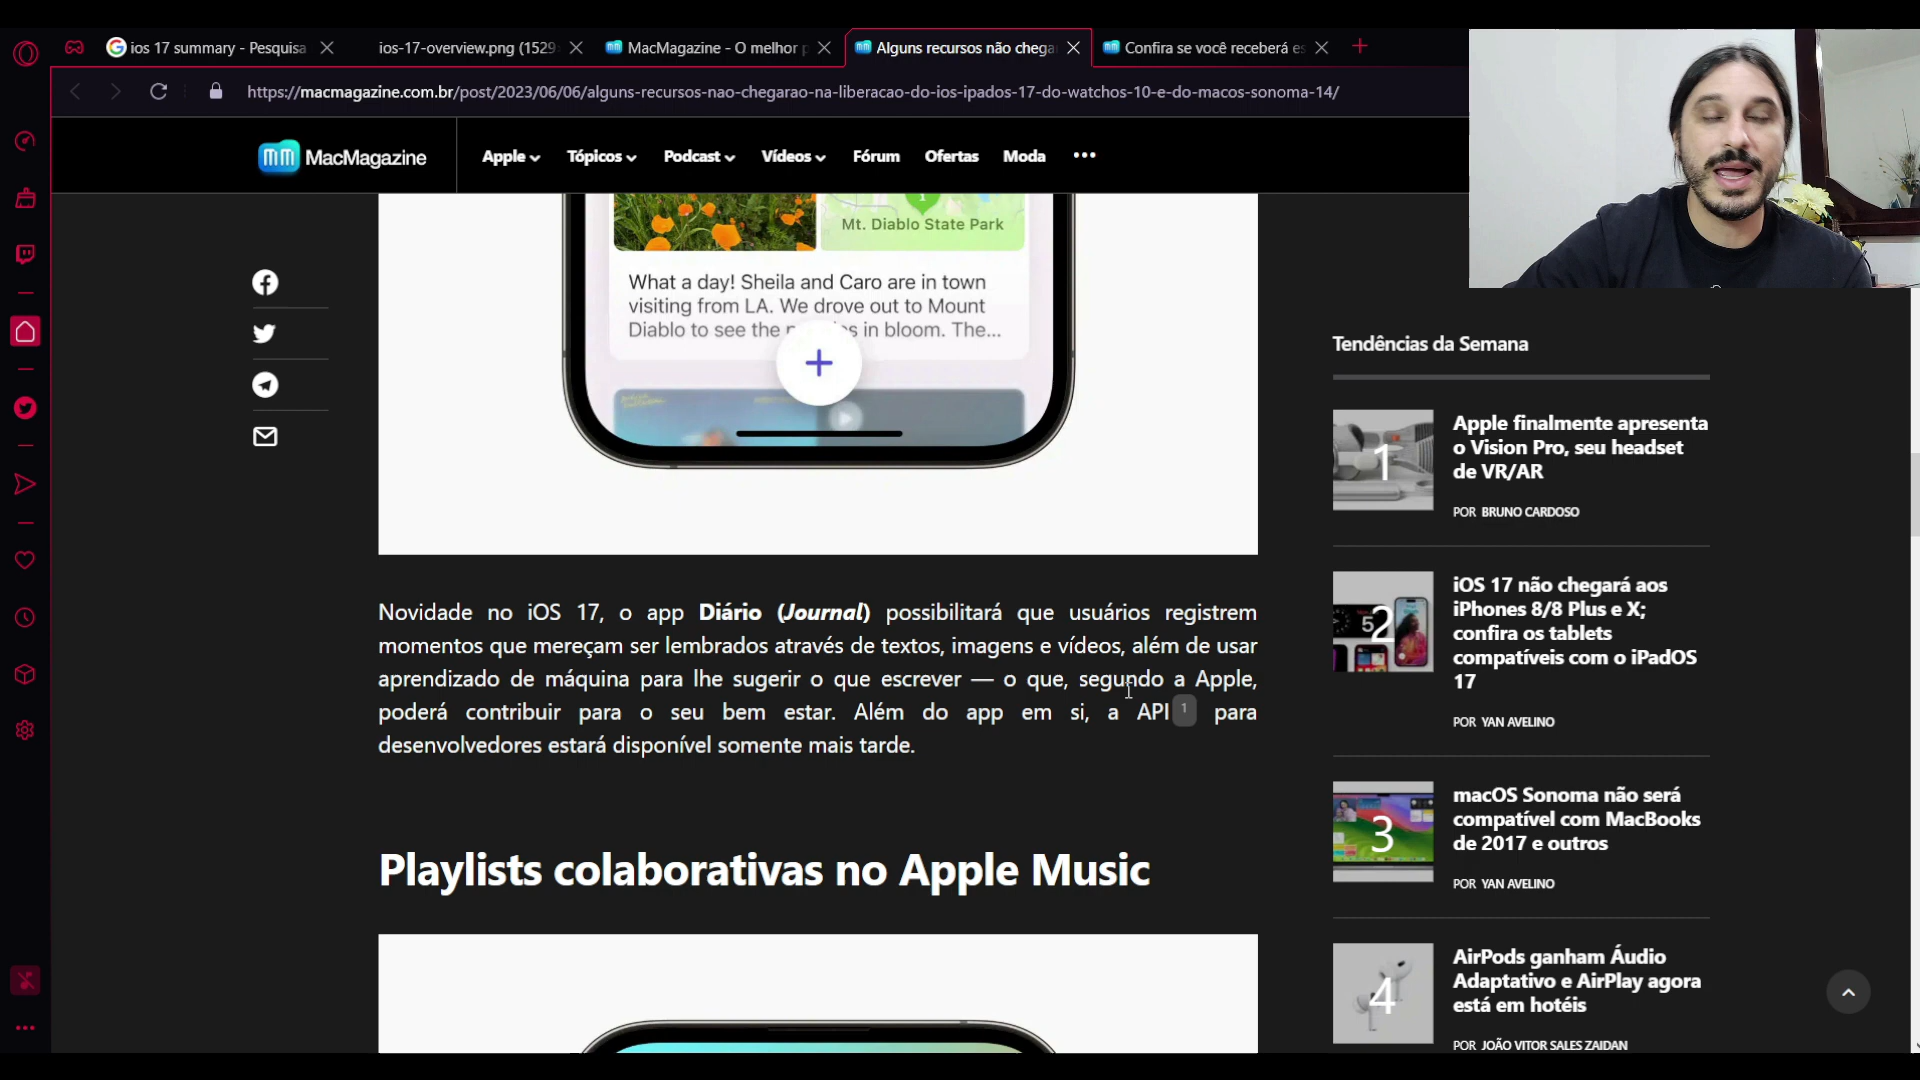 ios 17 summary - Pesquisa
ios-17-overview.png (1529
MacMagazine - O melhor p
Alguns recursos não chega
Confira se você receberá es
https://macmagazine.com.br/post/2023/06/06/alguns-recursos-nao-chegarao-na-liberacao-do-ios-ipados-17-do-watchos-10-e-do-macos-sonoma-14/
MacMagazine
Apple
Tópicos
Podcast
Vídeos
Fórum
Ofertas
Moda
Mt. Diablo State Park
What a day! Sheila and Caro are in town
visiting from LA. We drove out to Mount
Diablo to see the in bloom. The...
Novidade no iOS 17, o app Diário (Journal) possibilitará que usuários registrem
momentos que mereçam ser lembrados através de textos, imagens e vídeos, além de usar
aprendizado de máquina para lhe sugerir o que escrever — o que, segundo a Apple,
poderá contribuir para o seu bem estar. Além do app em si, a API 1 para
desenvolvedores estará disponível somente mais tarde.
Playlists colaborativas no Apple Music
Tendências da Semana
1
Apple finalmente apresenta
o Vision Pro, seu headset
de VR/AR
POR BRUNO CARDOSO
2
iOS 17 não chegará aos
iPhones 8/8 Plus e X;
confira os tablets
compatíveis com o iPadOS
17
POR YAN AVELINO
3
macOS Sonoma não será
compatível com MacBooks
de 2017 e outros
POR YAN AVELINO
4
AirPods ganham Áudio
Adaptativo e AirPlay agora
está em hotéis
POR JOÃO VITOR SALES ZAIDAN